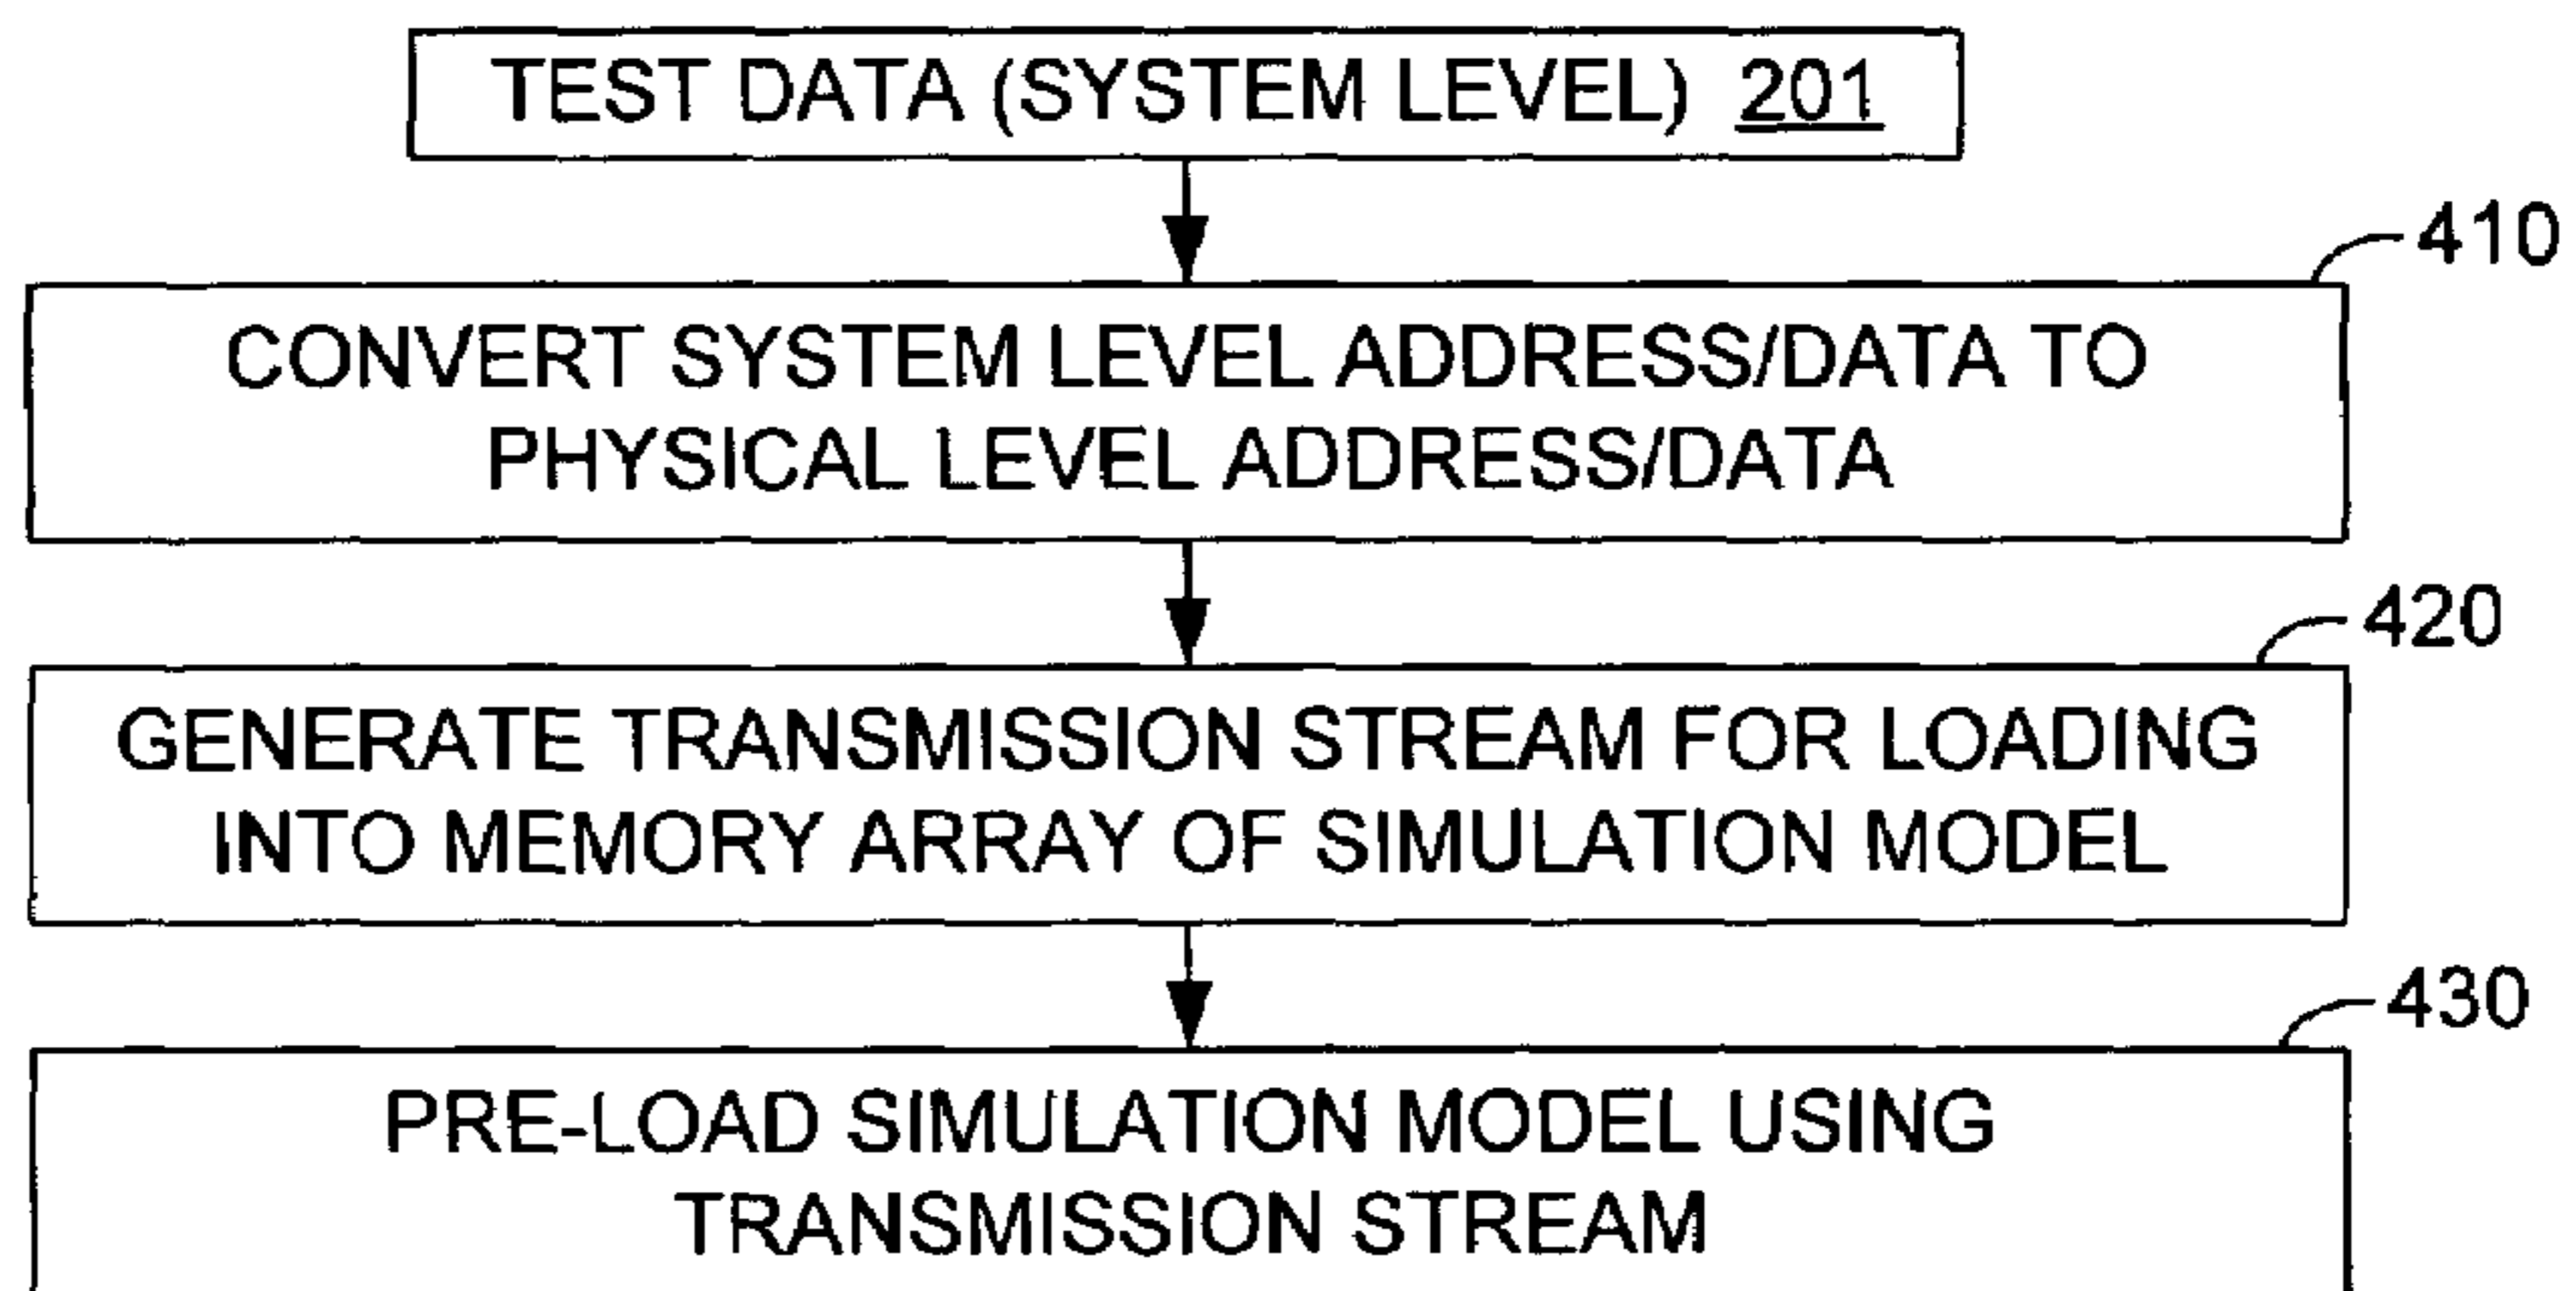 TEST DATA (SYSTEM LEVEL) 201
410
CONVERT SYSTEM LEVEL ADDRESS/DATA TO
PHYSICAL LEVEL ADDRESS/DATA
420
GENERATE TRANSMISSION STREAM FOR LOADING
INTO MEMORY ARRAY OF SIMULATION MODEL
430
PRE-LOAD SIMULATION MODEL USING
TRANSMISSION STREAM